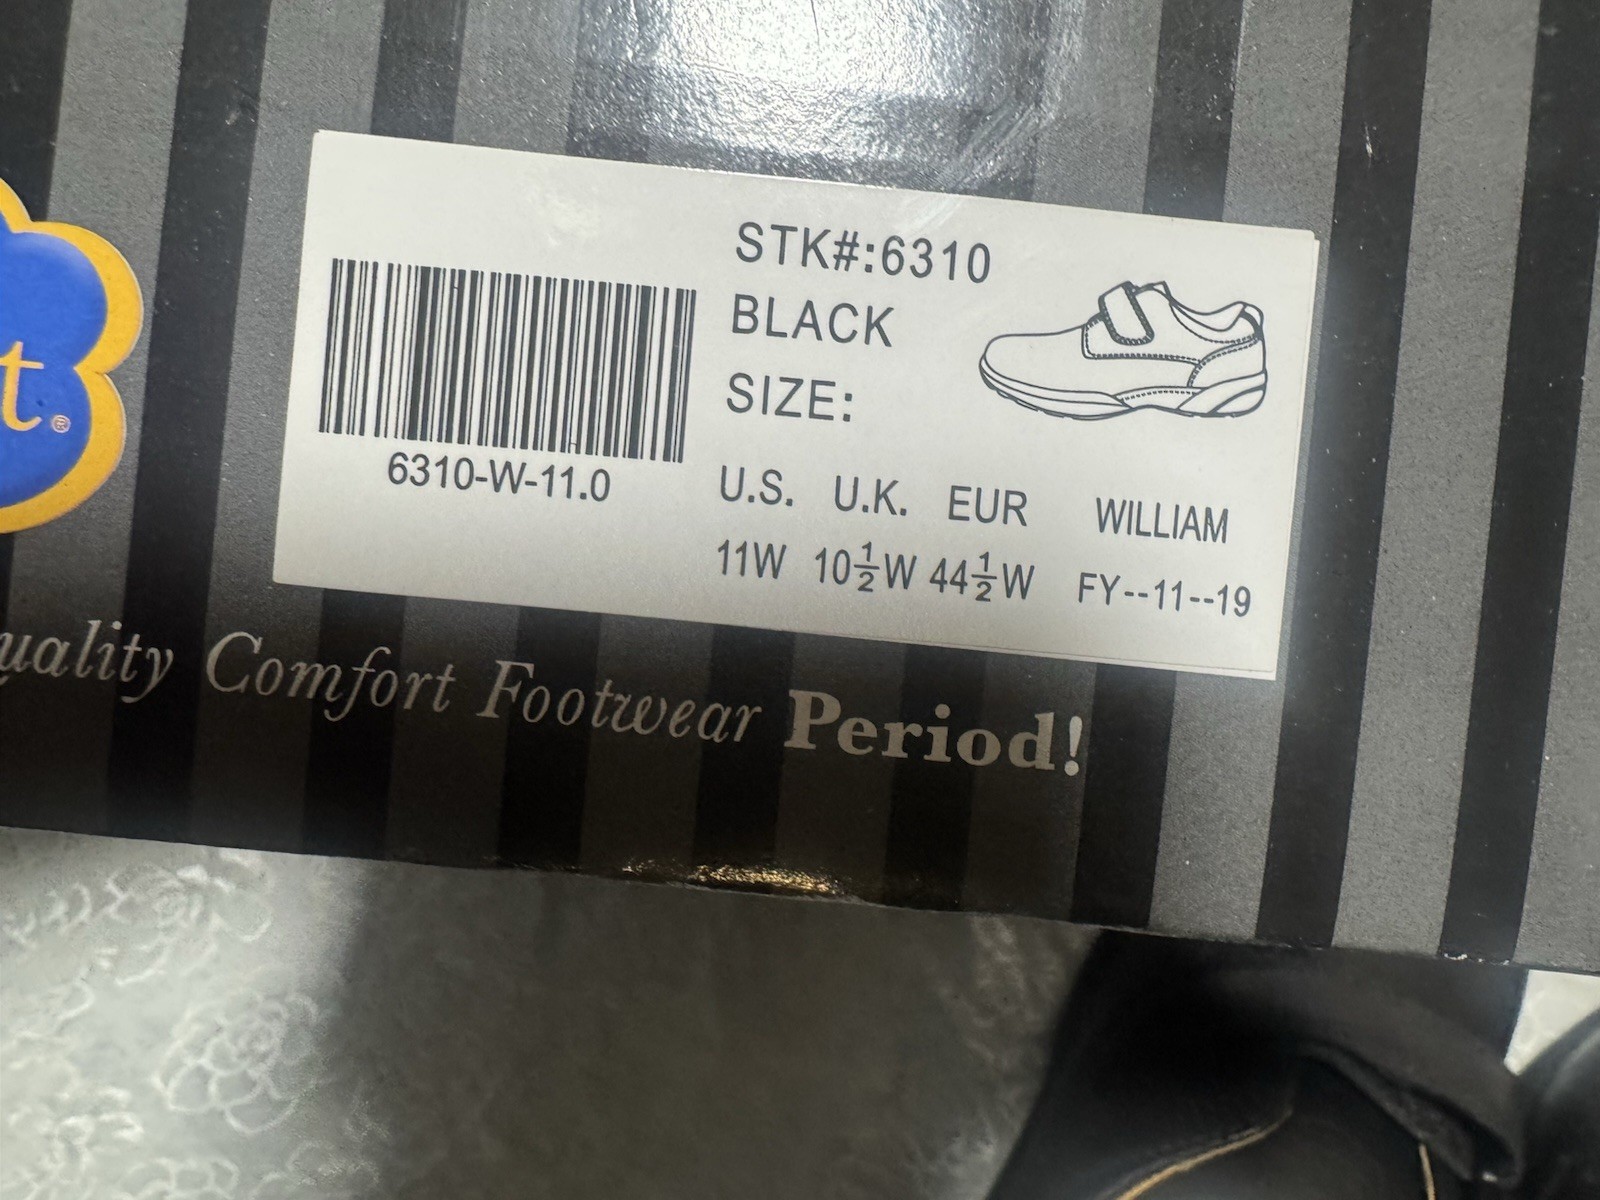 STK#:6310
BLACK
SIZE:
U.S. U.K. EUR WILLIAM
11W 10½W 44½W FY--11--19
6310-W-11.0
t®
uality Comfort Footwear Period!